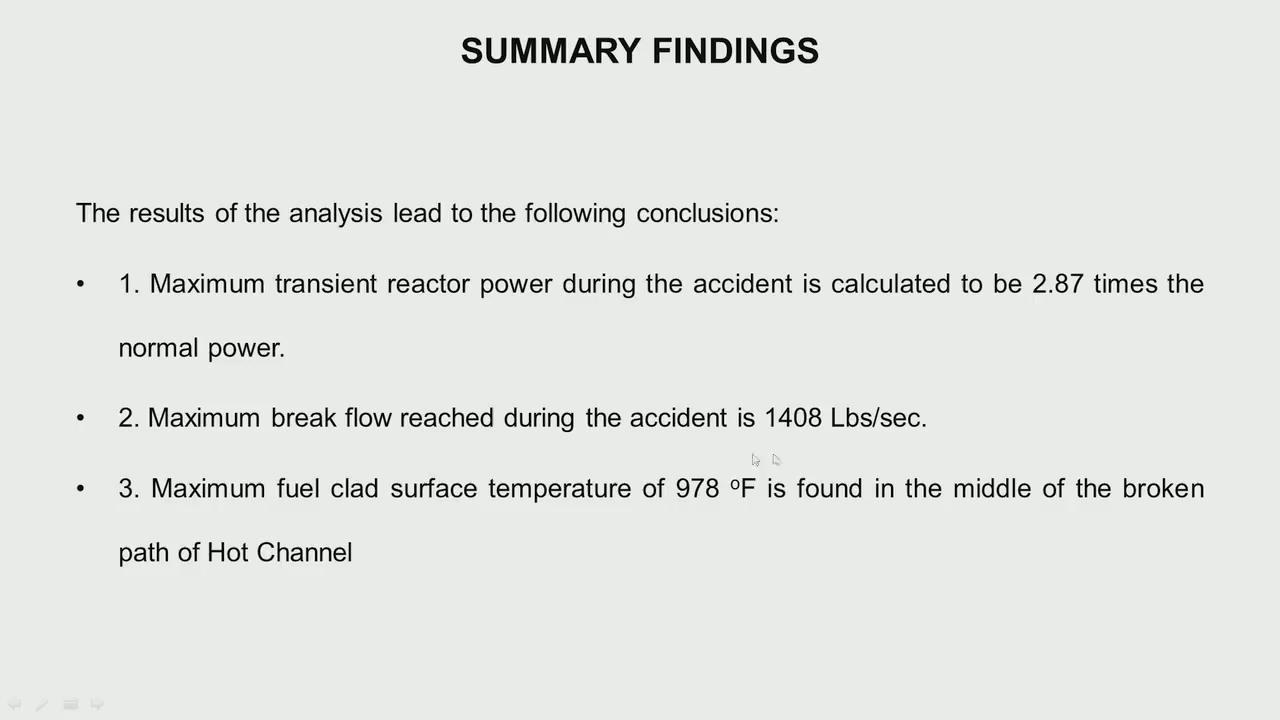 SUMMARY FINDINGS
The results of the analysis lead to the following conclusions:
• 1. Maximum transient reactor power during the accident is calculated to be 2.87 times the
normal power.
• 2. Maximum break flow reached during the accident is 1408 Lbs/sec.
• 3. Maximum fuel clad surface temperature of 978 ᵒF is found in the middle of the broken
path of Hot Channel